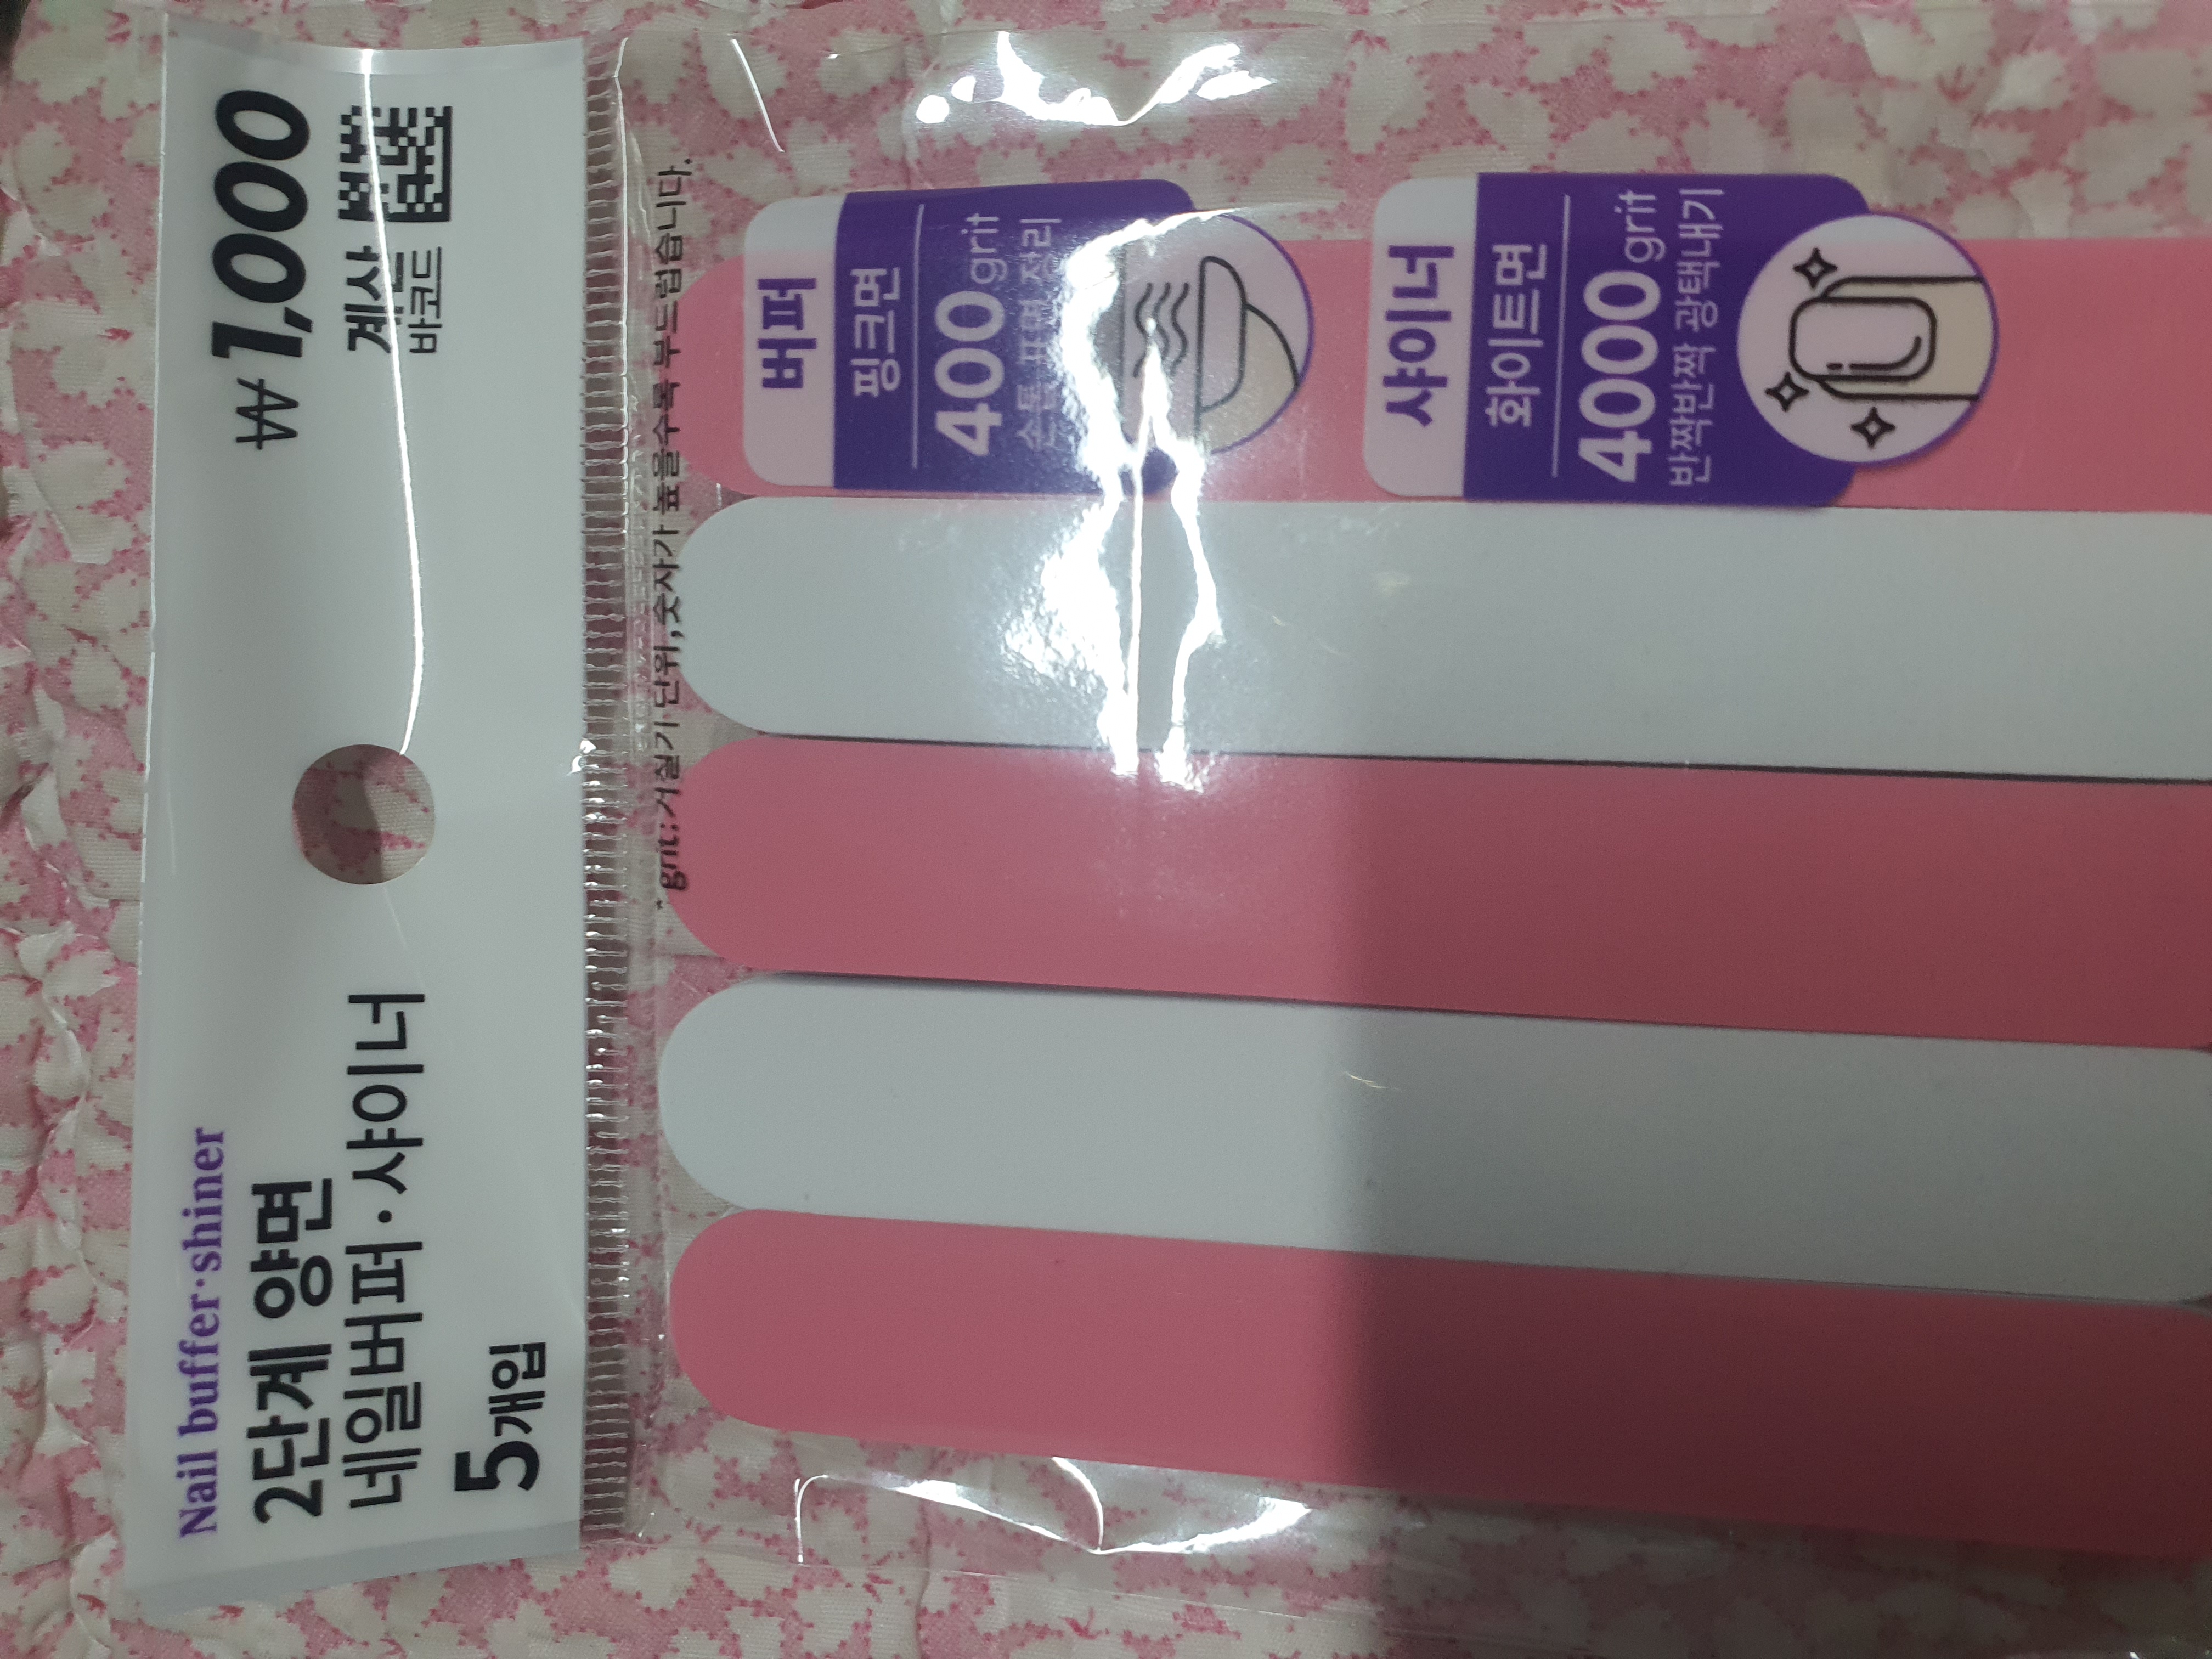 Nail buffer·shiner
2단계 양면
네일버퍼·샤이너
5개입
₩1,000
계산
바코드
* grit: 거칠기 단위, 숫자가 높을수록 부드럽습니다.
버퍼
핑크면
400grit
손톱 표면 정리
샤이너
화이트면
4000grit
반짝반짝 광택내기